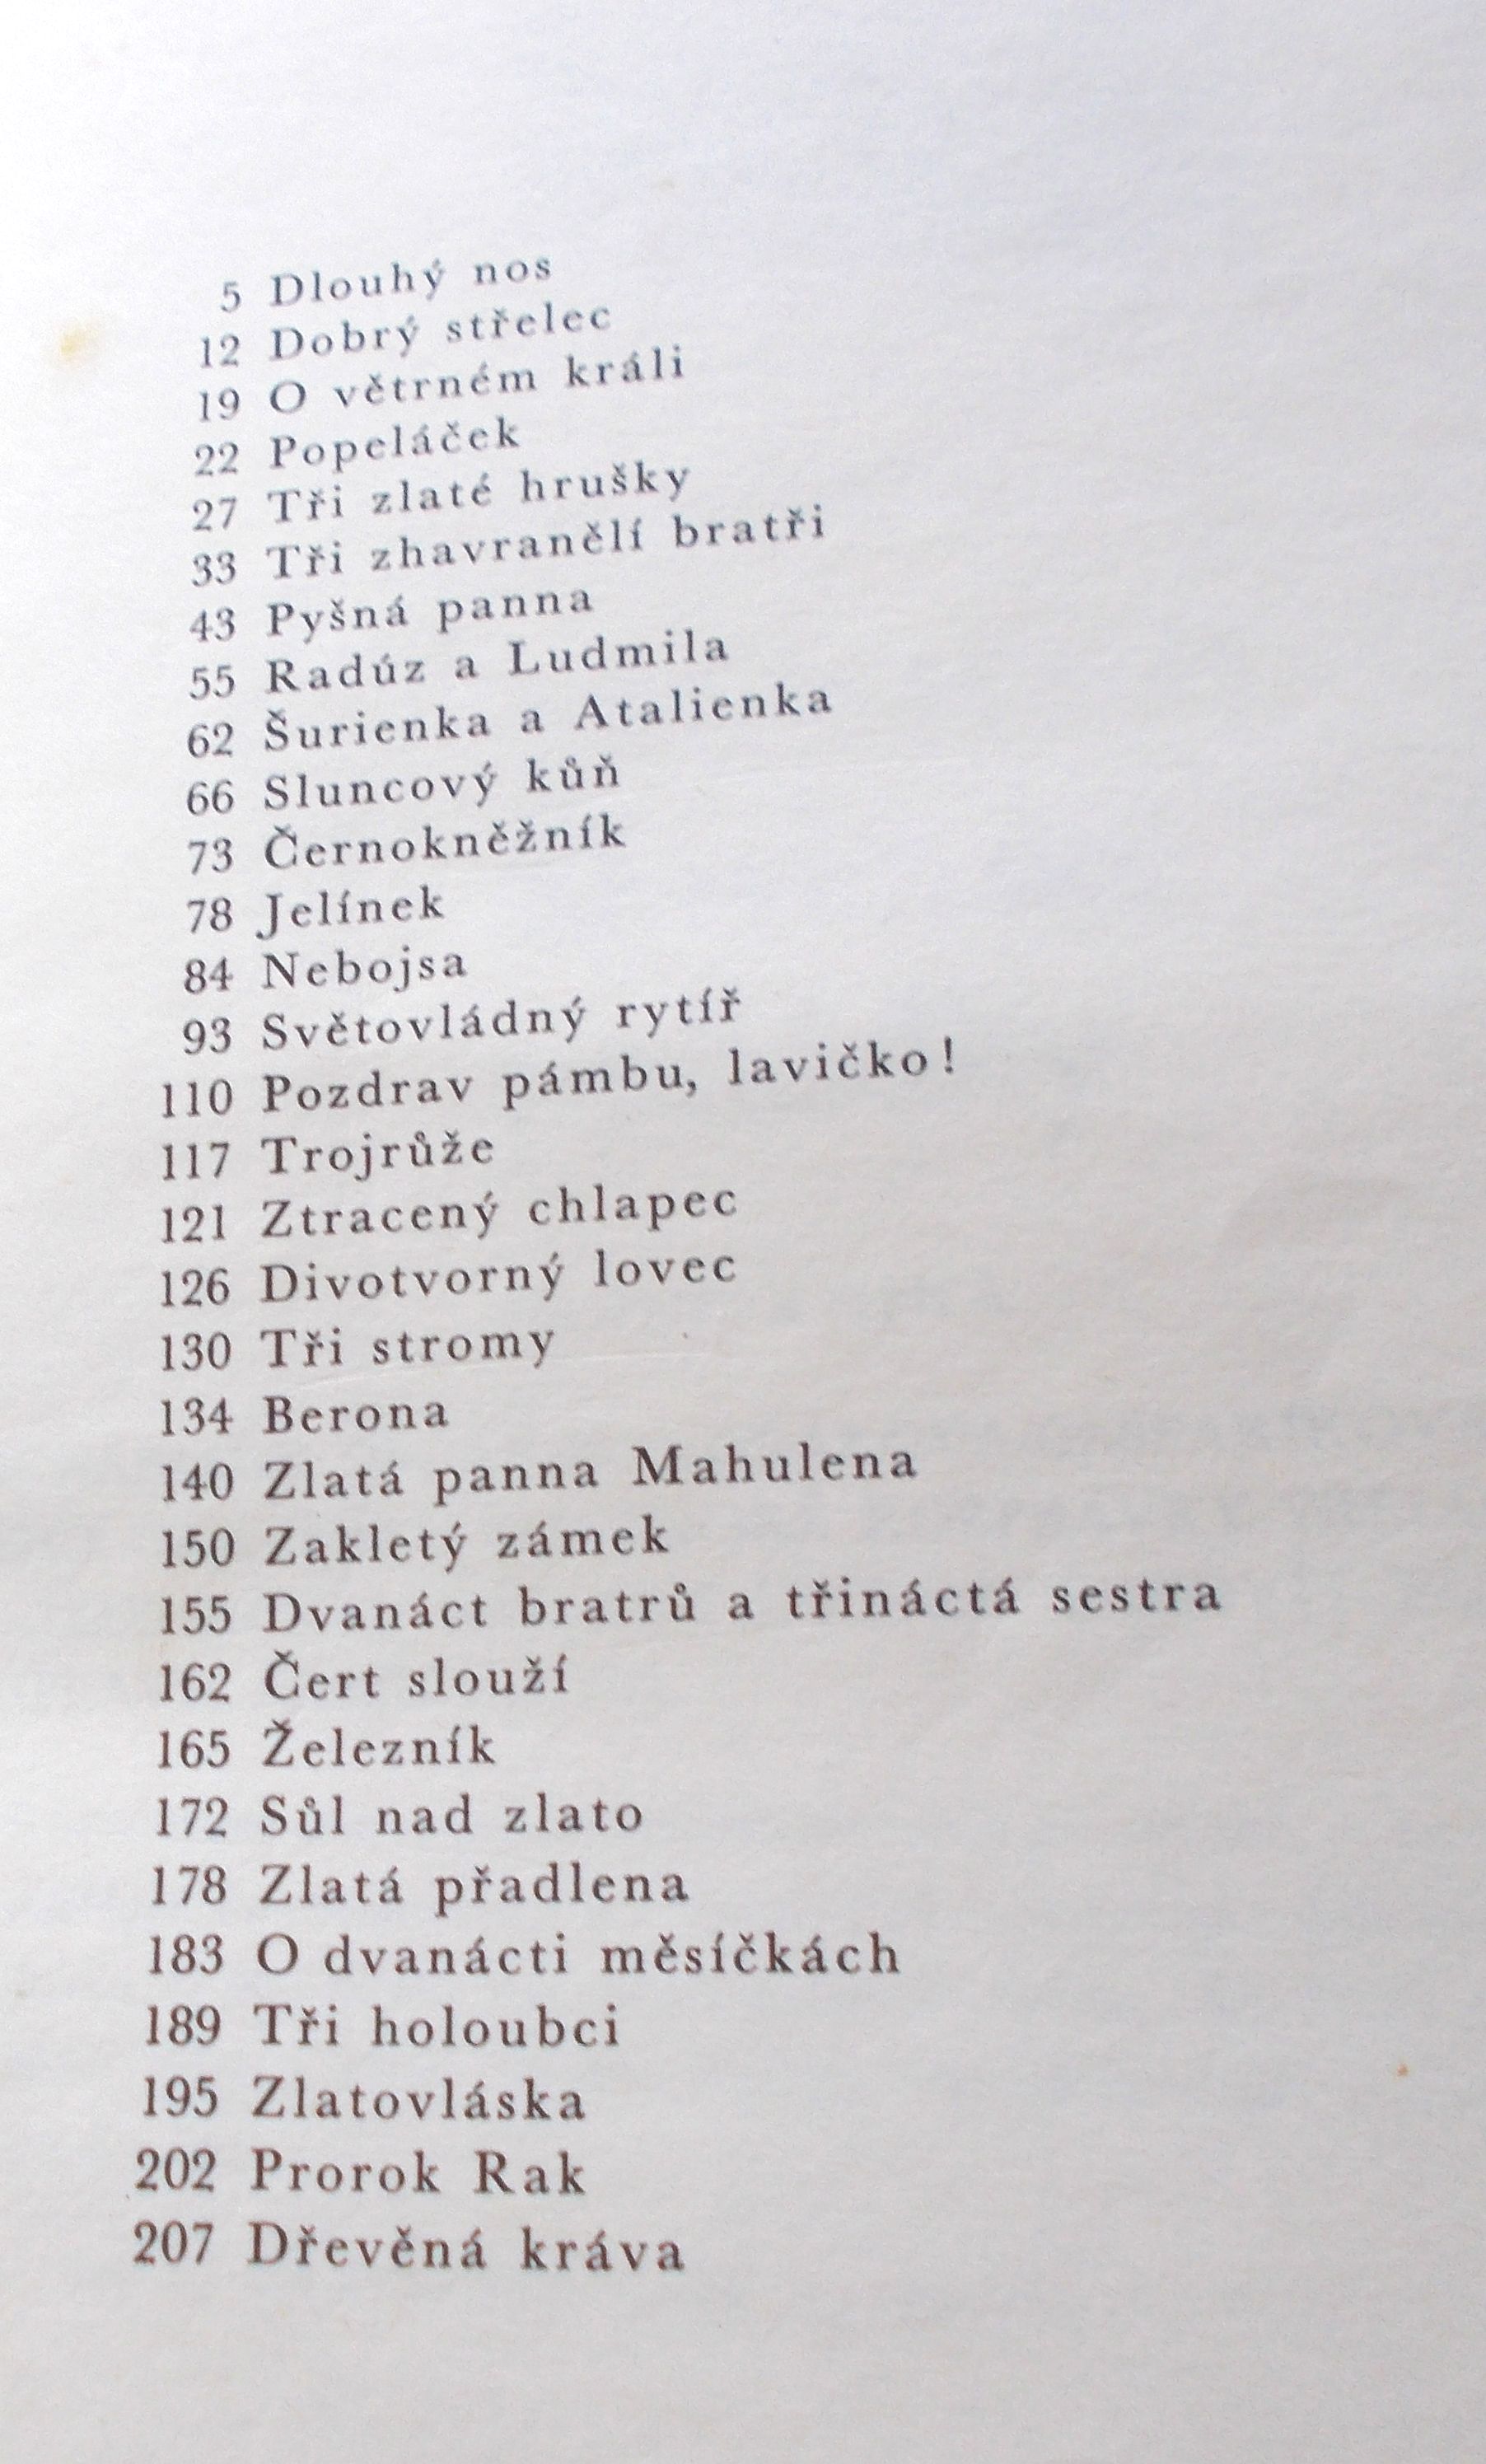 5 Dlouhý nos
12 Dobrý střelec
19 O větrném králi
22 Popeláček
27 Tři zlaté hrušky
33 Tři zhavranělí bratři
43 Pyšná panna
55 Radúz a Ludmila
62 Šurienka a Atalienka
66 Sluncový kůň
73 Černokněžník
78 Jelínek
84 Nebojsa
93 Světovládný rytíř
110 Pozdrav pámbu, lavičko!
117 Trojrůže
121 Ztracený chlapec
126 Divotvorný lovec
130 Tři stromy
134 Berona
140 Zlatá panna Mahulena
150 Zakletý zámek
155 Dvanáct bratrů a třináctá sestra
162 Čert slouží
165 Železník
172 Sůl nad zlato
178 Zlatá přadlena
183 O dvanácti měsíčkách
189 Tři holoubci
195 Zlatovláska
202 Prorok Rak
207 Dřevěná kráva